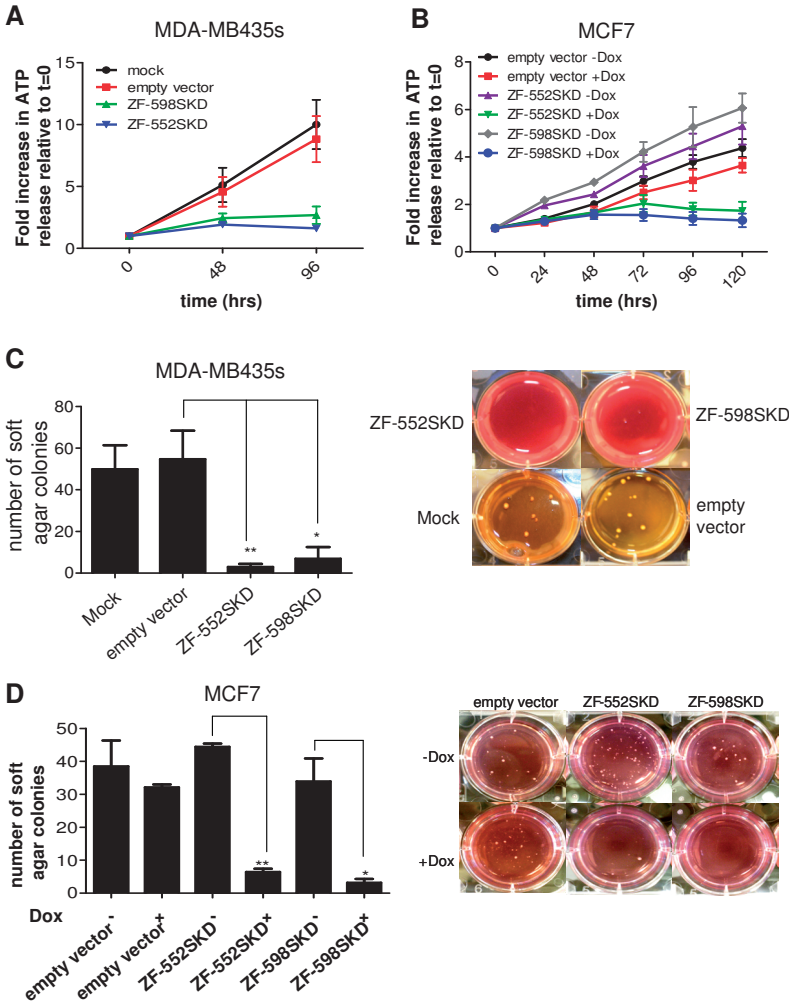 A
MDA-MB435s
Fold increase in ATP
release relative to t=0
15
10
5
0
mock
empty vector
ZF-598SKD
ZF-552SKD
0
48
96
time (hrs)
B
MCF7
Fold increase in ATP
release relative to t=0
8
6
4
2
0
empty vector -Dox
empty vector +Dox
ZF-552SKD -Dox
ZF-552SKD +Dox
ZF-598SKD -Dox
ZF-598SKD +Dox
0
24
48
72
96
120
time (hrs)
C
MDA-MB435s
number of soft
agar colonies
80
60
40
20
0
**
*
Mock
empty vector
ZF-552SKD
ZF-598SKD
ZF-552SKD
ZF-598SKD
Mock
empty
vector
D
MCF7
number of soft
agar colonies
50
40
30
20
10
0
**
*
Dox
empty vector -
empty vector +
ZF-552SKD -
ZF-552SKD +
ZF-598SKD -
ZF-598SKD +
empty vector
ZF-552SKD
ZF-598SKD
-Dox
+Dox